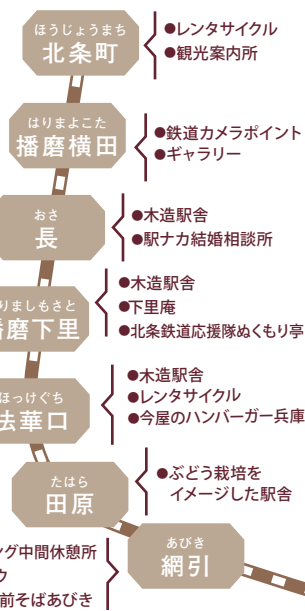 ほうじょうまち
北条町
●レンタサイクル
●観光案内所
はりまよこた
播磨横田
●鉄道カメラポイント
●ギャラリー
おさ
長
●木造駅舎
●駅ナカ結婚相談所
りましもさと
磨下里
●木造駅舎
●下里庵
●北条鉄道応援隊ぬくもり亭
ほっけぐち
法華口
●木造駅舎
●レンタサイクル
●今屋のハンバーガー兵庫
たはら
田原
●ぶどう栽培を
イメージした駅舎
あびき
網引
ング中間休憩所
ウ
前そばあびき